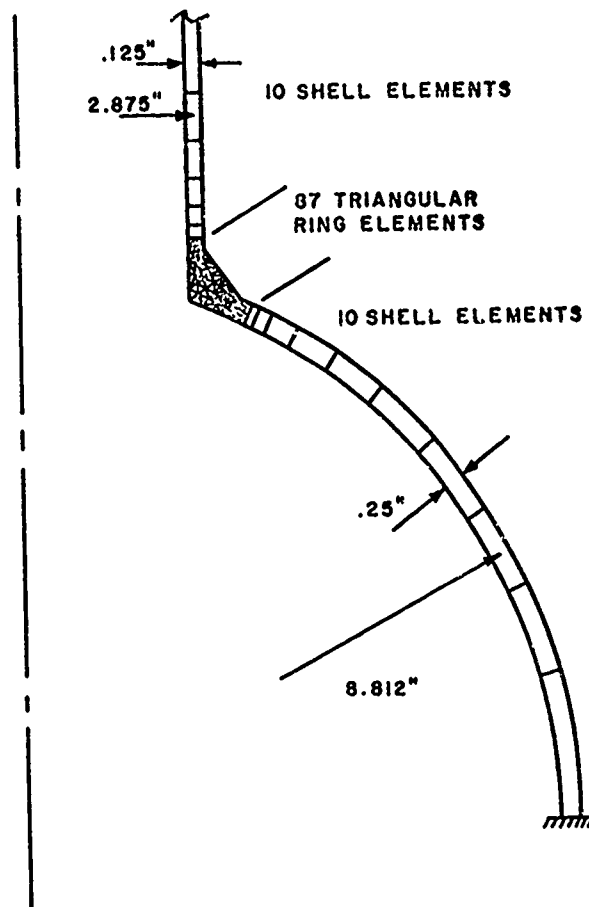 .125"
10 SHELL ELEMENTS
2.875"
87 TRIANGULAR
RING ELEMENTS
10 SHELL ELEMENTS
.25"
8.812"